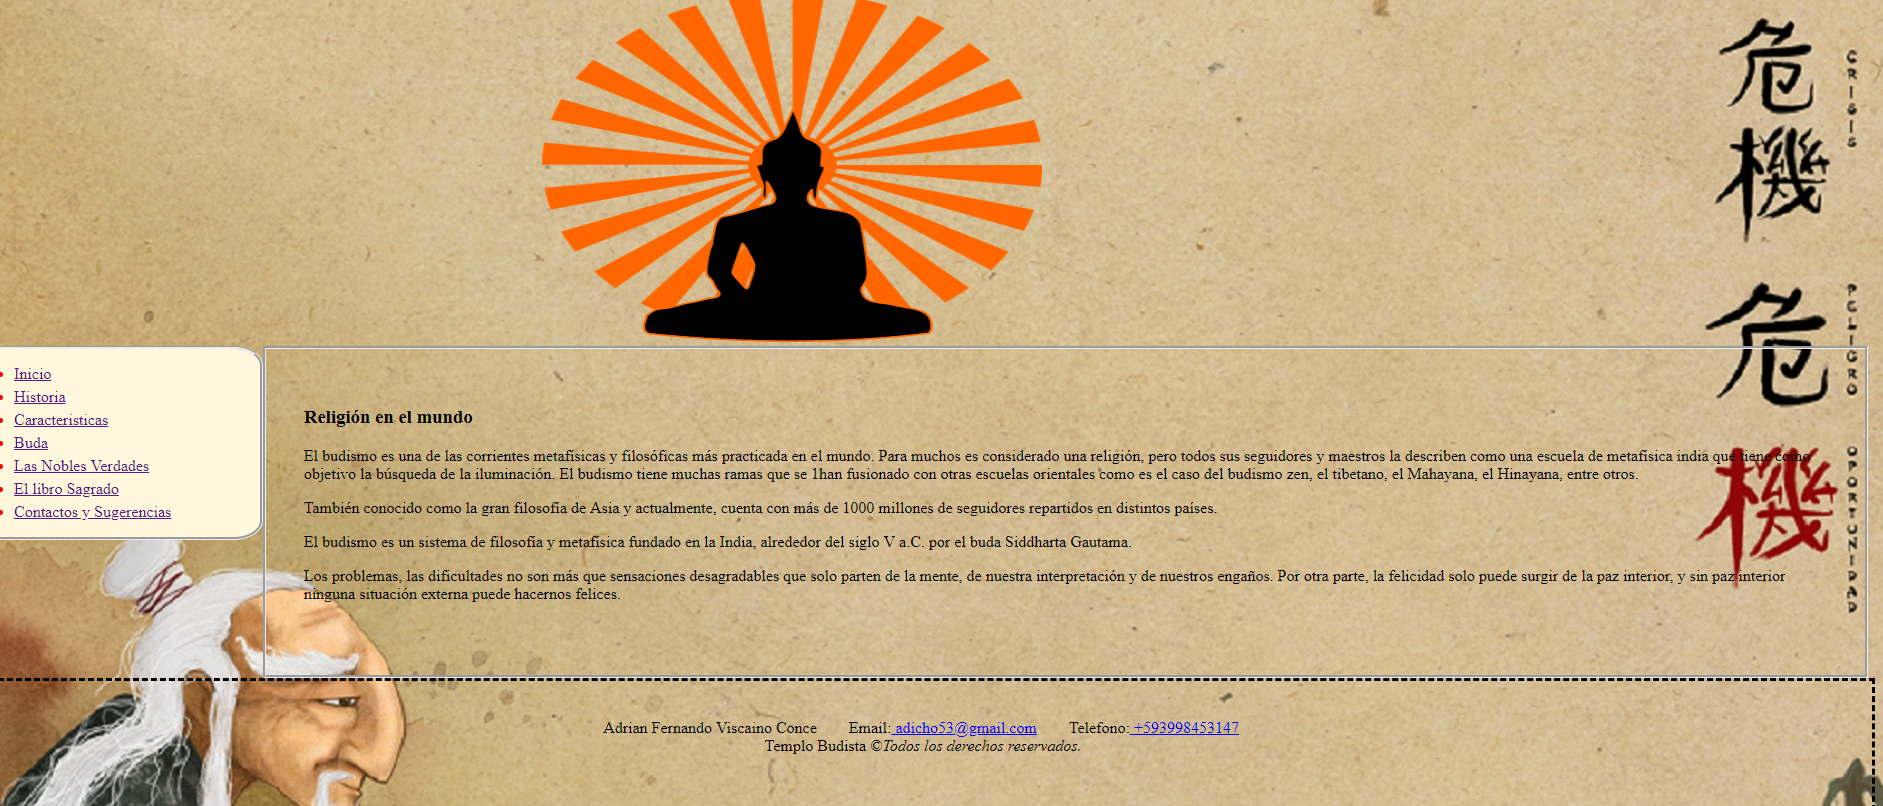 危機
CRISIS
危
PELIGRO
機
OPORTUNIDAD
Inicio
Historia
Caracteristicas
Buda
Las Nobles Verdades
El libro Sagrado
Contactos y Sugerencias
Religión en el mundo
El budismo es una de las corrientes metafísicas y filosóficas más practicada en el mundo. Para muchos es considerado una religión, pero todos sus seguidores y maestros la describen como una escuela de metafísica india que tiene como
objetivo la búsqueda de la iluminación. El budismo tiene muchas ramas que se 1han fusionado con otras escuelas orientales como es el caso del budismo zen, el tibetano, el Mahayana, el Hinayana, entre otros.
También conocido como la gran filosofía de Asia y actualmente, cuenta con más de 1000 millones de seguidores repartidos en distintos países.
El budismo es un sistema de filosofía y metafísica fundado en la India, alrededor del siglo V a.C. por el buda Siddharta Gautama.
Los problemas, las dificultades no son más que sensaciones desagradables que solo parten de la mente, de nuestra interpretación y de nuestros engaños. Por otra parte, la felicidad solo puede surgir de la paz interior, y sin paz interior
ninguna situación externa puede hacernos felices.
Adrian Fernando Viscaino Conce Email: adicho53@gmail.com Telefono: +593998453147
Templo Budista ©Todos los derechos reservados.